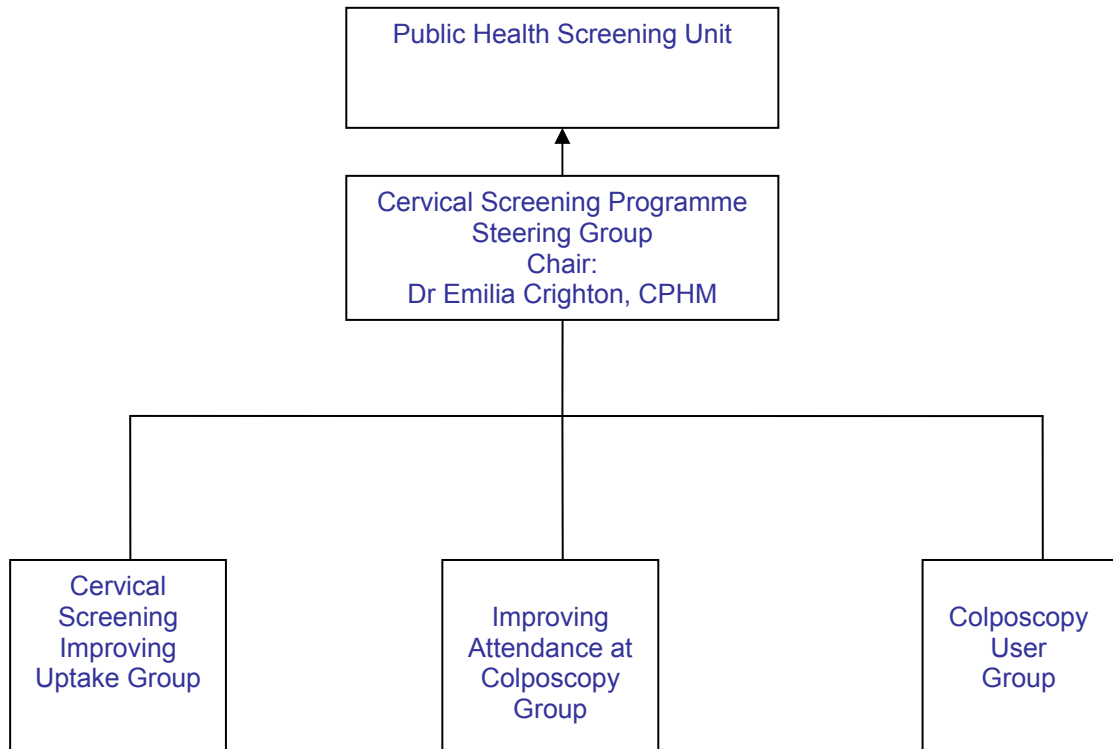 Public Health Screening Unit
Cervical Screening Programme
Steering Group
Chair:
Dr Emilia Crighton, CPHM
Cervical
Screening
Improving
Uptake Group
Improving
Attendance at
Colposcopy
Group
Colposcopy
User
Group